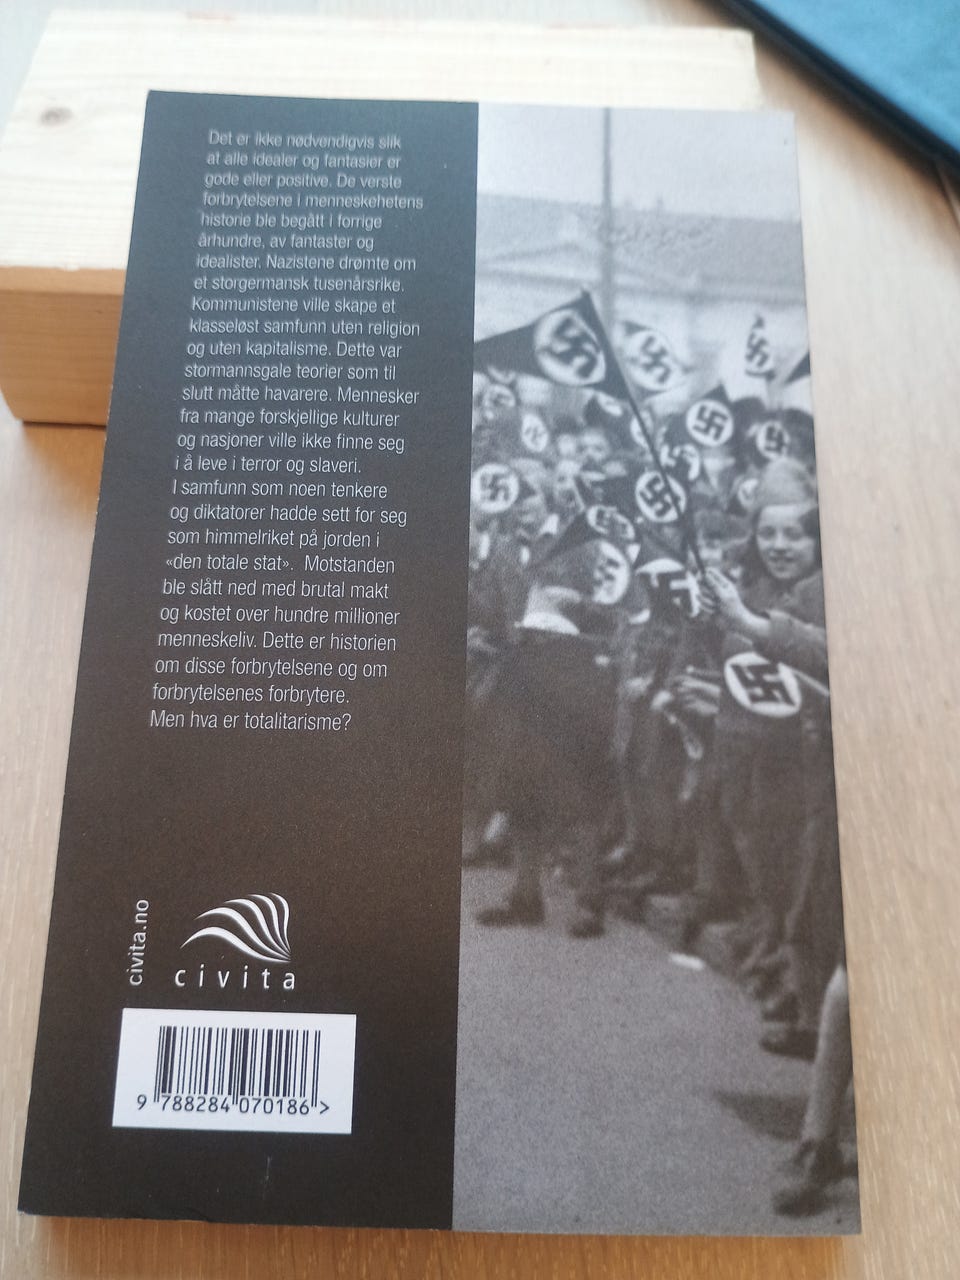 Det er ikke nødvendigvis slik
at alle idealer og fantasier er
gode eller positive. De verste
forbrytelsene i menneskehetens
historie ble begått i forrige
århundre, av fantaster og
idealister. Nazistene drømte om
et storgermansk tusenårsrike.
Kommunistene ville skape et
klasseløst samfunn uten religion
og uten kapitalisme. Dette var
stormannsgale teorier som til
slutt måtte havarere. Mennesker
fra mange forskjellige kulturer
og nasjoner ville ikke finne seg
i å leve i terror og slaveri.
I samfunn som noen tenkere
og diktatorer hadde sett for seg
som himmelriket på jorden i
«den totale stat».  Motstanden
ble slått ned med brutal makt
og kostet over hundre millioner
menneskeliv. Dette er historien
om disse forbrytelsene og om
forbrytelsenes forbrytere.
Men hva er totalitarisme?
civita.no
civita
9 788284 070186 >